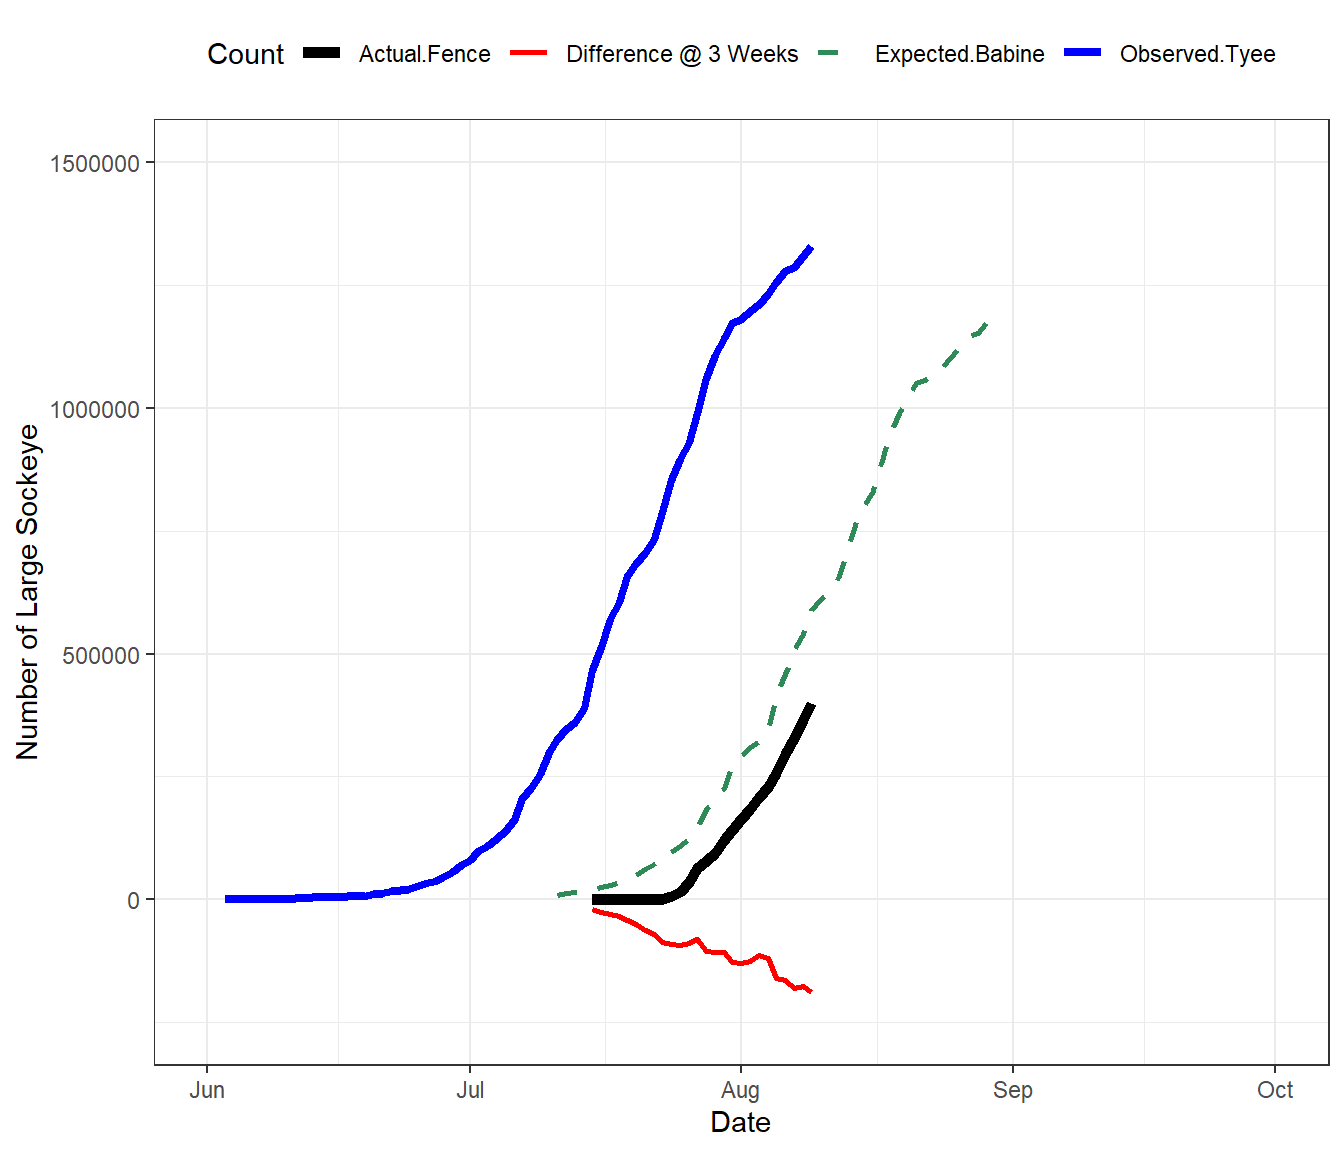 Count Actual.Fence Difference @ 3 Weeks Expected.Babine Observed.Tyee
1500000
1000000
500000
0
Number of Large Sockeye
Jun Jul Aug Sep Oct
Date